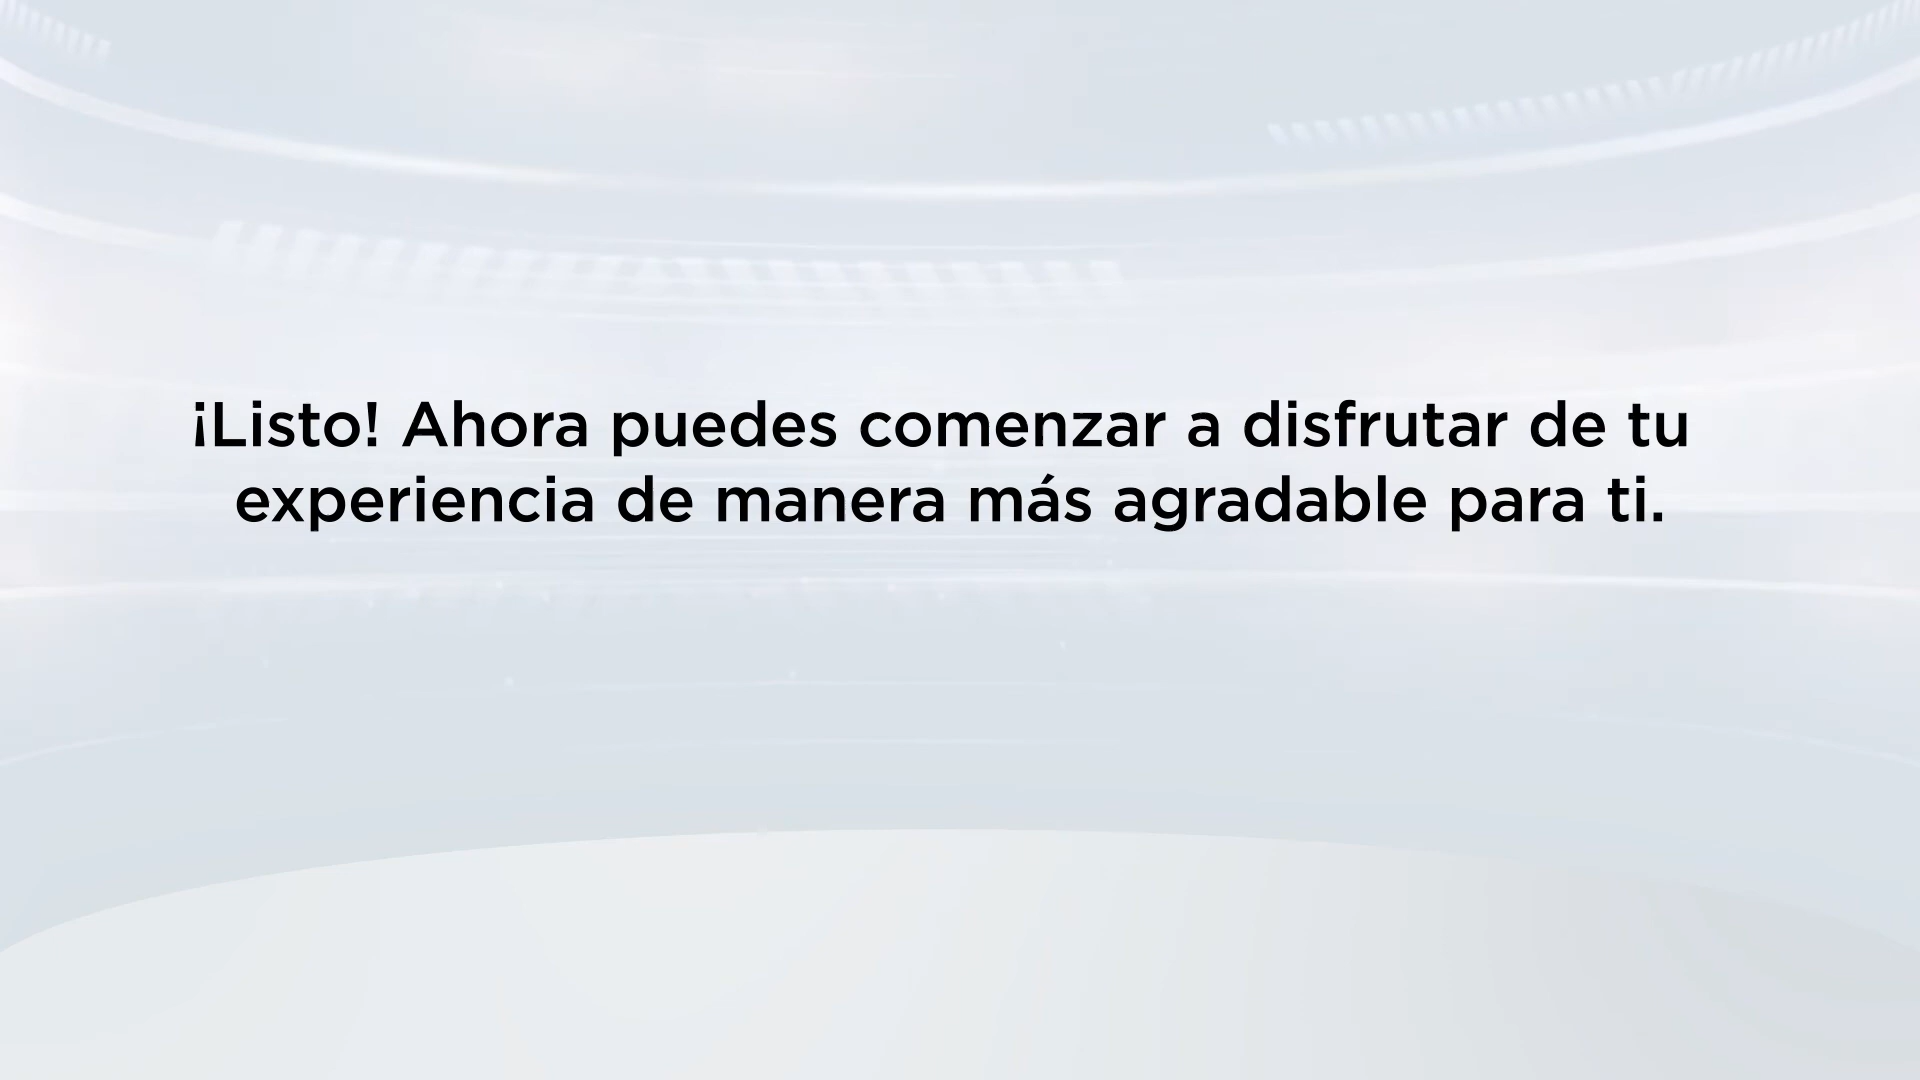 ¡Listo! Ahora puedes comenzar a disfrutar de tu
experiencia de manera más agradable para ti.